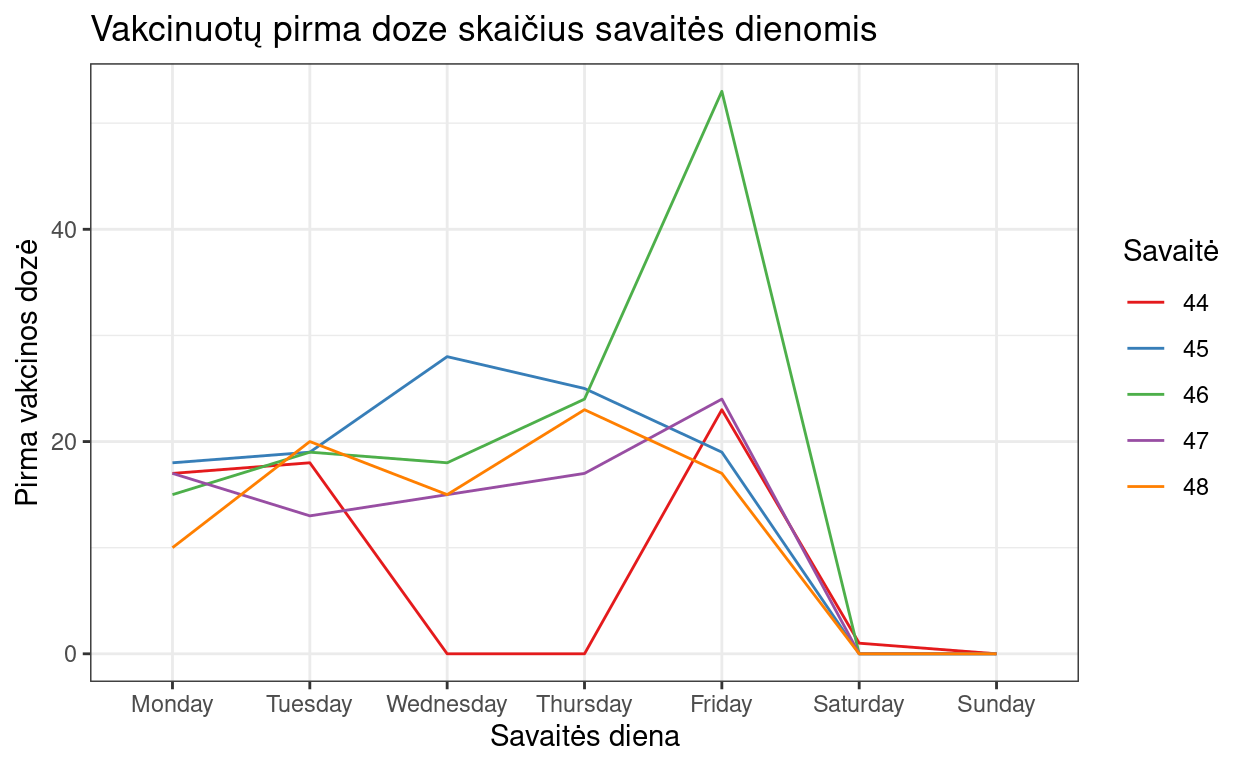 Vakcinuotų pirma doze skaičius savaitės dienomis
Pirma vakcinos dozė
40
20
0
Monday
Tuesday
Wednesday
Thursday
Friday
Saturday
Sunday
Savaitės diena
Savaitė
44
45
46
47
48